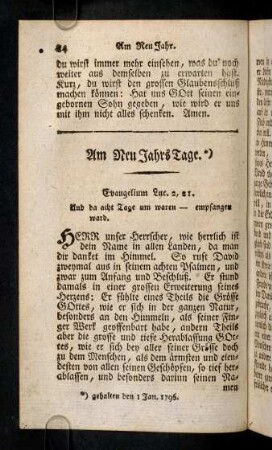 24 Am Neu Jahr.
du wirst immer mehr einsehen, was du noch
weiter aus demselben zu erwarten hast.
Kurz, du wirst den grossen Glaubensschluß
machen können: Hat uns GOtt seinen ein-
gebornen Sohn gegeben, wie wird er uns
mit ihm nicht alles schenken. Amen.
Am Neu Jahrs Tage.*)
Evangelium Luc. 2, 21.
Und da acht Tage um waren — empfangen
ward.
HERR unser Herrscher, wie herrlich ist
dein Name in allen Landen, da man
dir danket im Himmel. So ruft David
zweymal aus in seinem achten Psalmen, und
zwar zum Anfang und Beschluß. Er stund
damals in einer grossen Erweiterung seines
Herzens: Er fühlte eines Theils die Grösse
GOttes, wie er sich in der ganzen Natur,
besonders an den Himmeln, als seiner Fin-
ger Werk geoffenbart habe, andern Theils
aber die grosse und tiefe Herablassung GOt-
tes, wie er sich bey aller seiner Grösse doch
zu dem Menschen, als dem ärmsten und elen-
desten von allen seinen Geschöpfen, so tief her-
ablassen, und besonders darinn seinen Na-
men
*) gehalten den 1 Jan. 1796.